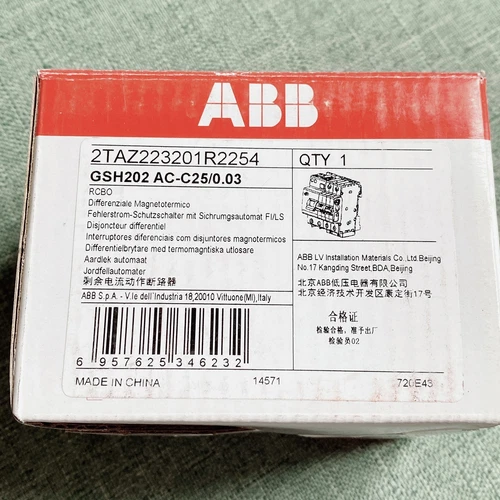 ABB
2TAZ223201R2254
QTY 1
GSH202 AC-C25/0.03
RCBO
Differenziale Magnetotermico
Fehlerstrom-Schutzschalter mit Sichrungsautomat FI/LS
Disjoncteur differentiel
Interruptores diferenciais com disjuntores magnotermicos
Differentielbrytare med termomagntiska utlosare
Aardlek automaat
Jordfellautomater
剩余电流动作断路器
ABB S.p.A. - V.le dell'Industria 18,20010 Vittuone(MI),Italy
ABB LV Installation Materials Co.,Ltd.Beijing
No.17 Kangding Street,BDA,Beijing
北京ABB低压电器有限公司
北京经济技术开发区康定街17号
合格证
检验合格，准予出厂
检验员02
6 957625 346232
MADE IN CHINA
14571
720E43